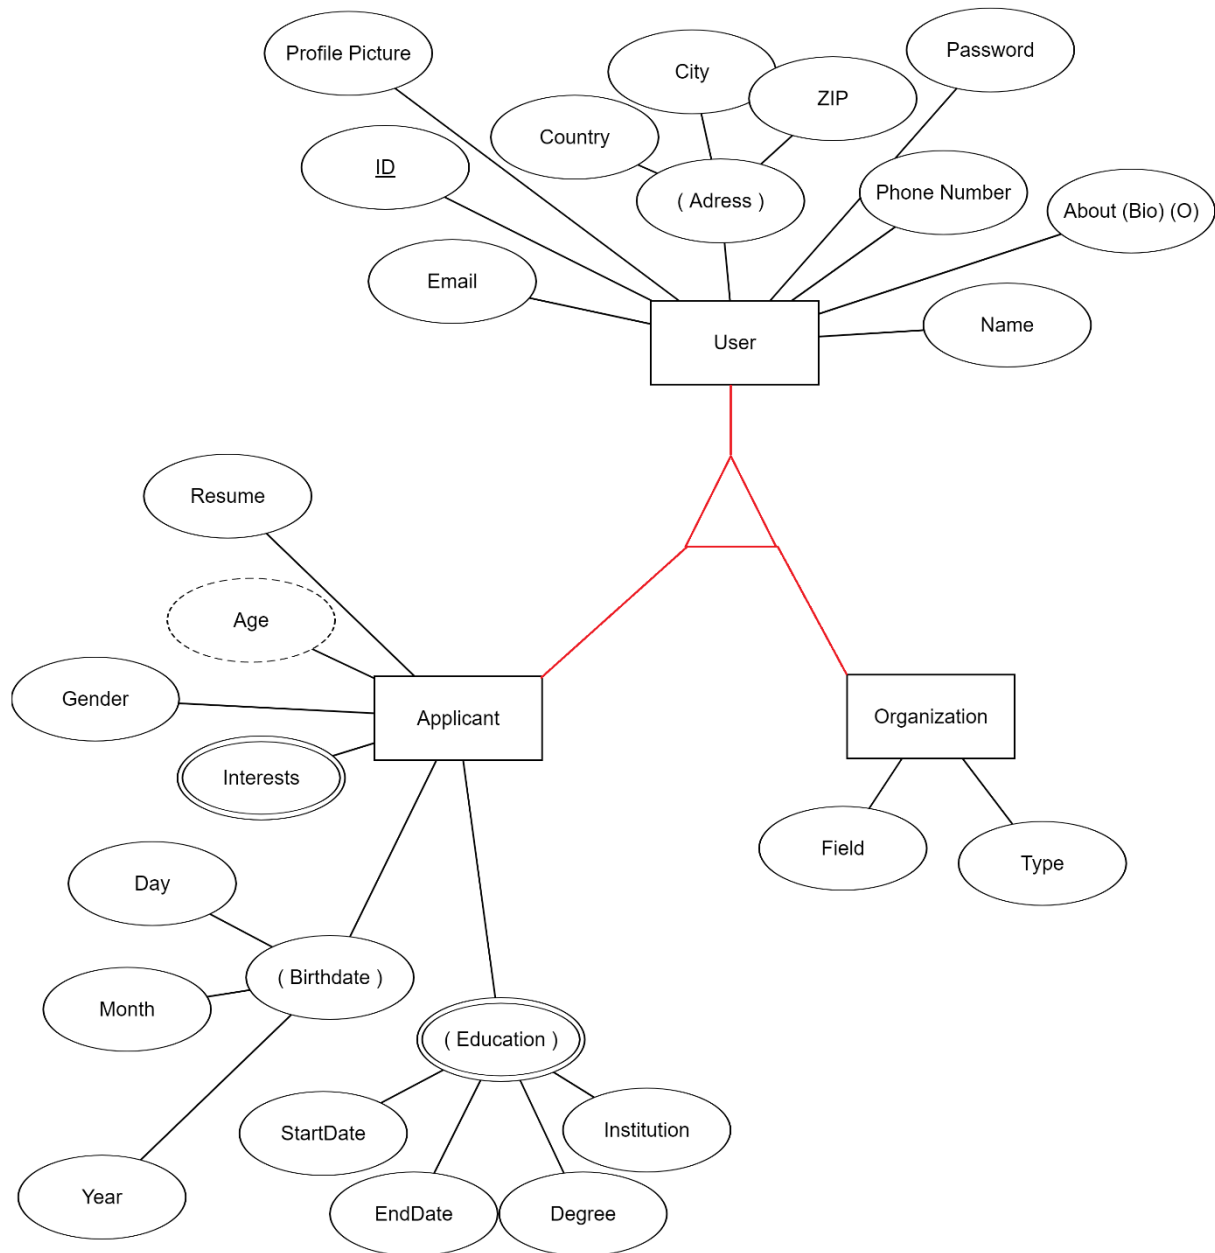 Profile Picture
City
Password
ZIP
Country
ID
( Adress )
Phone Number
About (Bio) (O)
Email
Name
User
Resume
Age
Gender
Applicant
Organization
Interests
Field
Type
Day
( Birthdate )
Month
( Education )
StartDate
Institution
Year
EndDate
Degree